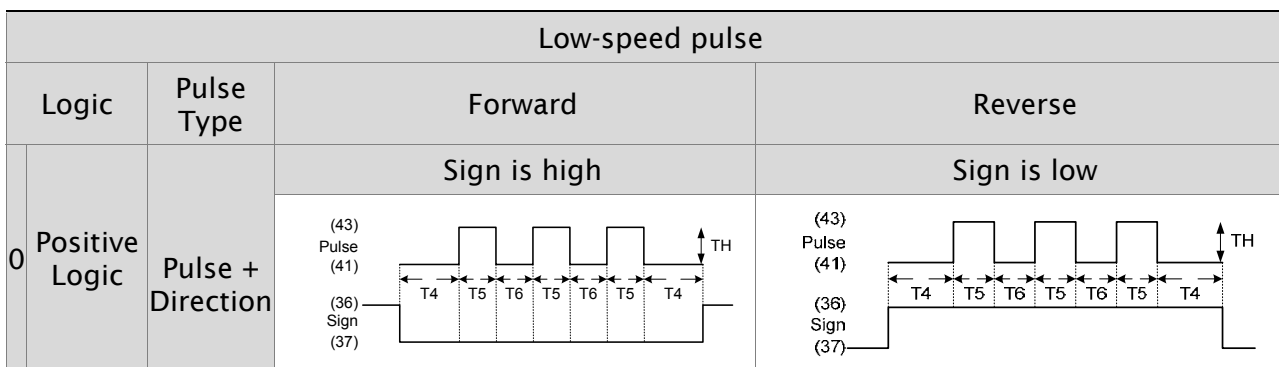 Low-speed pulse
Logic
Pulse
Type
Forward
Reverse
0
Positive
Logic
Pulse +
Direction
Sign is high
Sign is low
(43)
Pulse
(41)
TH
T4 T5 T6 T5 T6 T5 T4
(36)
Sign
(37)
(43)
Pulse
(41)
TH
T4 T5 T6 T5 T6 T5 T4
(36)
Sign
(37)